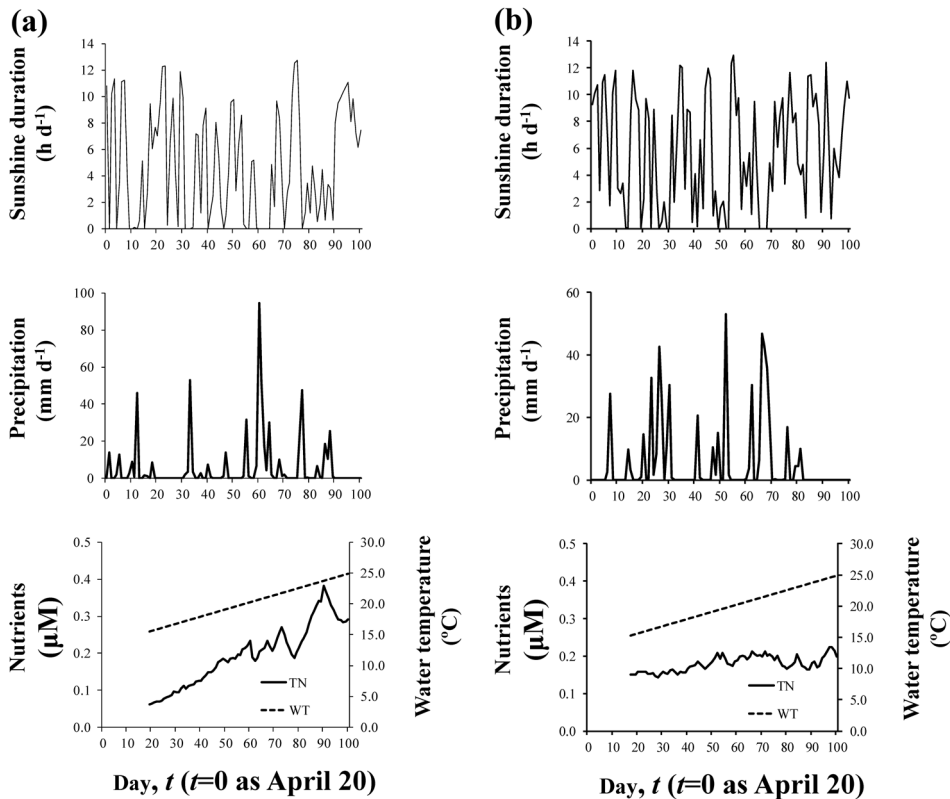 (a)
(b)
Sunshine duration
(h d-1)
14
12
10
8
6
4
2
0
0 10 20 30 40 50 60 70 80 90 100
Sunshine duration
(h d-1)
14
12
10
8
6
4
2
0
0 10 20 30 40 50 60 70 80 90 100
Precipitation
(mm d-1)
100
80
60
40
20
0
0 10 20 30 40 50 60 70 80 90 100
Precipitation
(mm d-1)
60
40
20
0
0 10 20 30 40 50 60 70 80 90 100
Nutrients
(μM)
0.5
0.4
0.3
0.2
0.1
0.0
0 10 20 30 40 50 60 70 80 90 100
30.0
25.0
20.0
15.0
10.0
5.0
0.0
Water temperature
(ºC)
TN
WT
Day, t (t=0 as April 20)
Nutrients
(μM)
0.5
0.4
0.3
0.2
0.1
0.0
0 10 20 30 40 50 60 70 80 90 100
30.0
25.0
20.0
15.0
10.0
5.0
0.0
Water temperature
(ºC)
TN
WT
Day, t (t=0 as April 20)